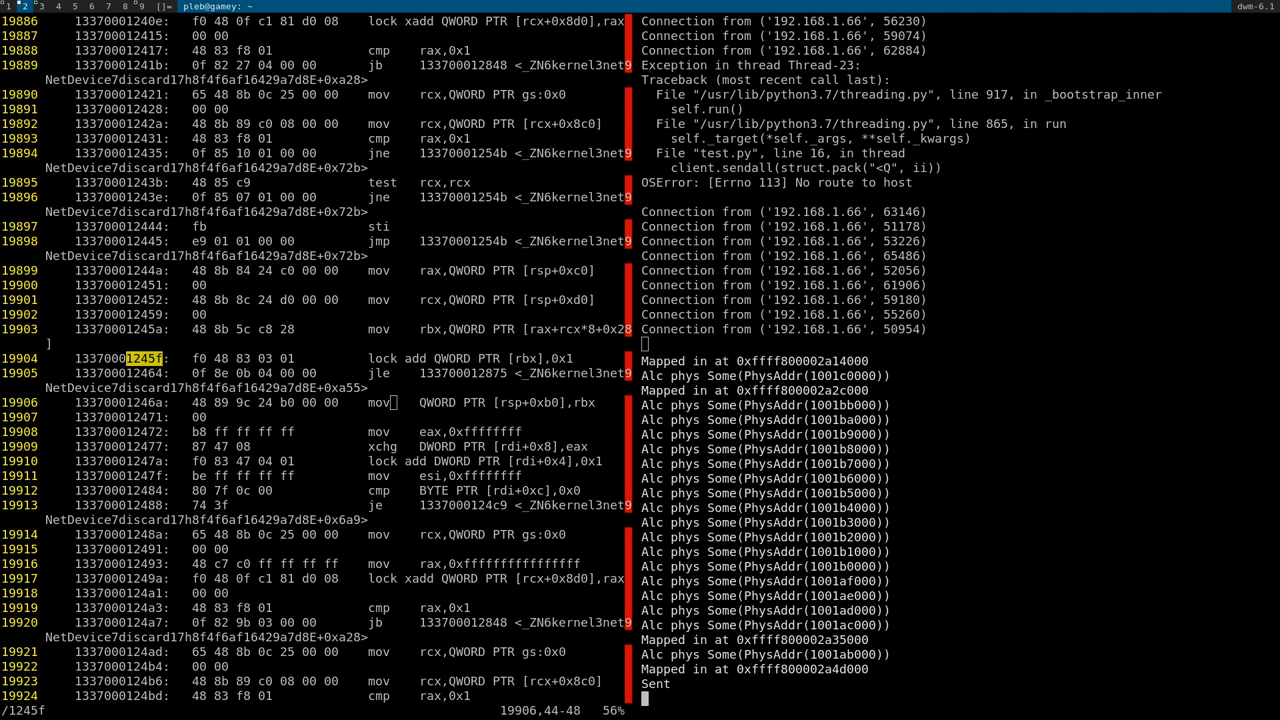 1 2 3 4 5 6 7 8 9 []= pleb@gamey: ~ dwm-6.1
19886 13370001240e: f0 48 0f c1 81 d0 08 lock xadd QWORD PTR [rcx+0x8d0],rax
19887 133700012415: 00 00
19888 133700012417: 48 83 f8 01 cmp rax,0x1
19889 13370001241b: 0f 82 27 04 00 00 jb 133700012848 <_ZN6kernel3net9
NetDevice7discard17h8f4f6af16429a7d8E+0xa28>
19890 133700012421: 65 48 8b 0c 25 00 00 mov rcx,QWORD PTR gs:0x0
19891 133700012428: 00 00
19892 13370001242a: 48 8b 89 c0 08 00 00 mov rcx,QWORD PTR [rcx+0x8c0]
19893 133700012431: 48 83 f8 01 cmp rax,0x1
19894 133700012435: 0f 85 10 01 00 00 jne 13370001254b <_ZN6kernel3net9
NetDevice7discard17h8f4f6af16429a7d8E+0x72b>
19895 13370001243b: 48 85 c9 test rcx,rcx
19896 13370001243e: 0f 85 07 01 00 00 jne 13370001254b <_ZN6kernel3net9
NetDevice7discard17h8f4f6af16429a7d8E+0x72b>
19897 133700012444: fb sti
19898 133700012445: e9 01 01 00 00 jmp 13370001254b <_ZN6kernel3net9
NetDevice7discard17h8f4f6af16429a7d8E+0x72b>
19899 13370001244a: 48 8b 84 24 c0 00 00 mov rax,QWORD PTR [rsp+0xc0]
19900 133700012451: 00
19901 133700012452: 48 8b 8c 24 d0 00 00 mov rcx,QWORD PTR [rsp+0xd0]
19902 133700012459: 00
19903 13370001245a: 48 8b 5c c8 28 mov rbx,QWORD PTR [rax+rcx*8+0x28
]
19904 13370001245f: f0 48 83 03 01 lock add QWORD PTR [rbx],0x1
19905 133700012464: 0f 8e 0b 04 00 00 jle 133700012875 <_ZN6kernel3net9
NetDevice7discard17h8f4f6af16429a7d8E+0xa55>
19906 13370001246a: 48 89 9c 24 b0 00 00 mov QWORD PTR [rsp+0xb0],rbx
19907 133700012471: 00
19908 133700012472: b8 ff ff ff ff mov eax,0xffffffff
19909 133700012477: 87 47 08 xchg DWORD PTR [rdi+0x8],eax
19910 13370001247a: f0 83 47 04 01 lock add DWORD PTR [rdi+0x4],0x1
19911 13370001247f: be ff ff ff ff mov esi,0xffffffff
19912 133700012484: 80 7f 0c 00 cmp BYTE PTR [rdi+0xc],0x0
19913 133700012488: 74 3f je 1337000124c9 <_ZN6kernel3net9
NetDevice7discard17h8f4f6af16429a7d8E+0x6a9>
19914 13370001248a: 65 48 8b 0c 25 00 00 mov rcx,QWORD PTR gs:0x0
19915 133700012491: 00 00
19916 133700012493: 48 c7 c0 ff ff ff ff mov rax,0xffffffffffffffff
19917 13370001249a: f0 48 0f c1 81 d0 08 lock xadd QWORD PTR [rcx+0x8d0],rax
19918 1337000124a1: 00 00
19919 1337000124a3: 48 83 f8 01 cmp rax,0x1
19920 1337000124a7: 0f 82 9b 03 00 00 jb 133700012848 <_ZN6kernel3net9
NetDevice7discard17h8f4f6af16429a7d8E+0xa28>
19921 1337000124ad: 65 48 8b 0c 25 00 00 mov rcx,QWORD PTR gs:0x0
19922 1337000124b4: 00 00
19923 1337000124b6: 48 8b 89 c0 08 00 00 mov rcx,QWORD PTR [rcx+0x8c0]
19924 1337000124bd: 48 83 f8 01 cmp rax,0x1
/1245f 19906,44-48 56%
Connection from ('192.168.1.66', 56230)
Connection from ('192.168.1.66', 59074)
Connection from ('192.168.1.66', 62884)
Exception in thread Thread-23:
Traceback (most recent call last):
File "/usr/lib/python3.7/threading.py", line 917, in _bootstrap_inner
self.run()
File "/usr/lib/python3.7/threading.py", line 865, in run
self._target(*self._args, **self._kwargs)
File "test.py", line 16, in thread
client.sendall(struct.pack("<Q", ii))
OSError: [Errno 113] No route to host
Connection from ('192.168.1.66', 63146)
Connection from ('192.168.1.66', 51178)
Connection from ('192.168.1.66', 53226)
Connection from ('192.168.1.66', 65486)
Connection from ('192.168.1.66', 52056)
Connection from ('192.168.1.66', 61906)
Connection from ('192.168.1.66', 59180)
Connection from ('192.168.1.66', 55260)
Connection from ('192.168.1.66', 50954)
Mapped in at 0xffff800002a14000
Alc phys Some(PhysAddr(1001c0000))
Mapped in at 0xffff800002a2c000
Alc phys Some(PhysAddr(1001bb000))
Alc phys Some(PhysAddr(1001ba000))
Alc phys Some(PhysAddr(1001b9000))
Alc phys Some(PhysAddr(1001b8000))
Alc phys Some(PhysAddr(1001b7000))
Alc phys Some(PhysAddr(1001b6000))
Alc phys Some(PhysAddr(1001b5000))
Alc phys Some(PhysAddr(1001b4000))
Alc phys Some(PhysAddr(1001b3000))
Alc phys Some(PhysAddr(1001b2000))
Alc phys Some(PhysAddr(1001b1000))
Alc phys Some(PhysAddr(1001b0000))
Alc phys Some(PhysAddr(1001af000))
Alc phys Some(PhysAddr(1001ae000))
Alc phys Some(PhysAddr(1001ad000))
Alc phys Some(PhysAddr(1001ac000))
Mapped in at 0xffff800002a35000
Alc phys Some(PhysAddr(1001ab000))
Mapped in at 0xffff800002a4d000
Sent